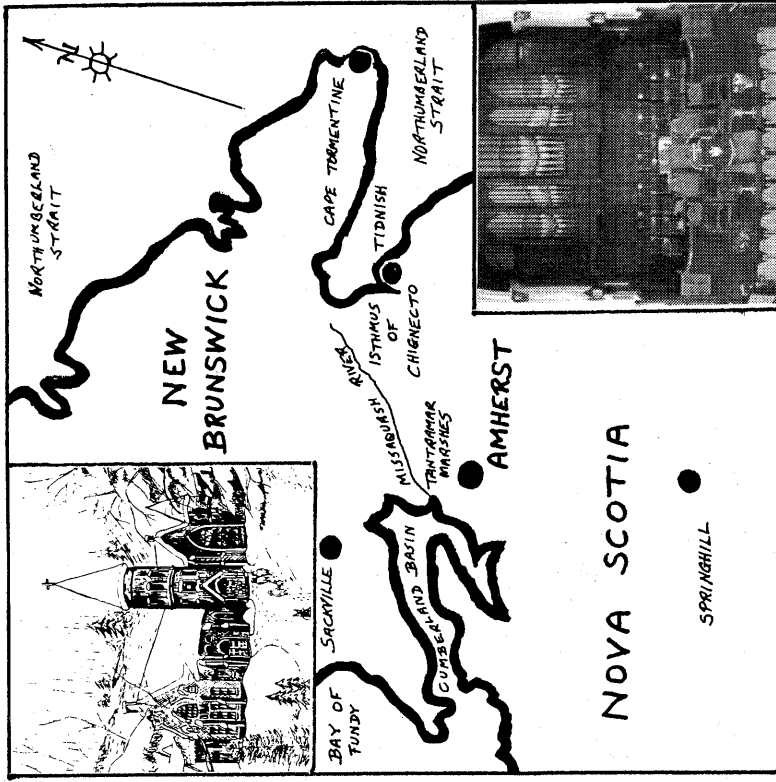 N
NORTHUMBERLAND
STRAIT
CAPE TORMENTINE
NORTHUMBERLAND
STRAIT
TIDNISH
NEW
BRUNSWICK
ISTHMUS
OF
CHIGNECTO
MISSAQUASH RIVER
TANTRAMAR
MARSHES
AMHERST
SACKVILLE
CUMBERLAND BASIN
BAY OF
FUNDY
NOVA SCOTIA
SPRINGHILL